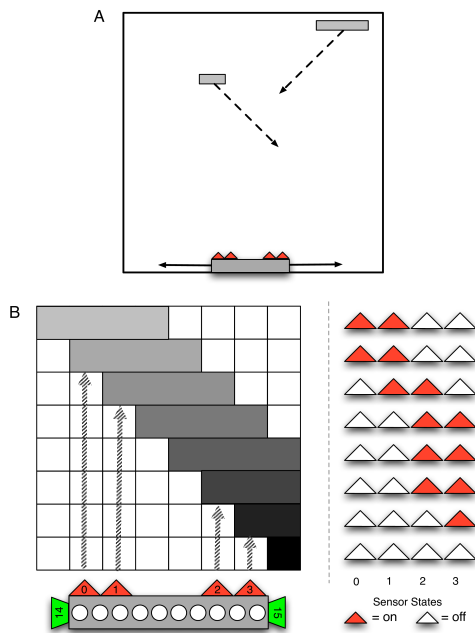 A
B
0 1 2 3
14
15
0 1 2 3
Sensor States
= on = off